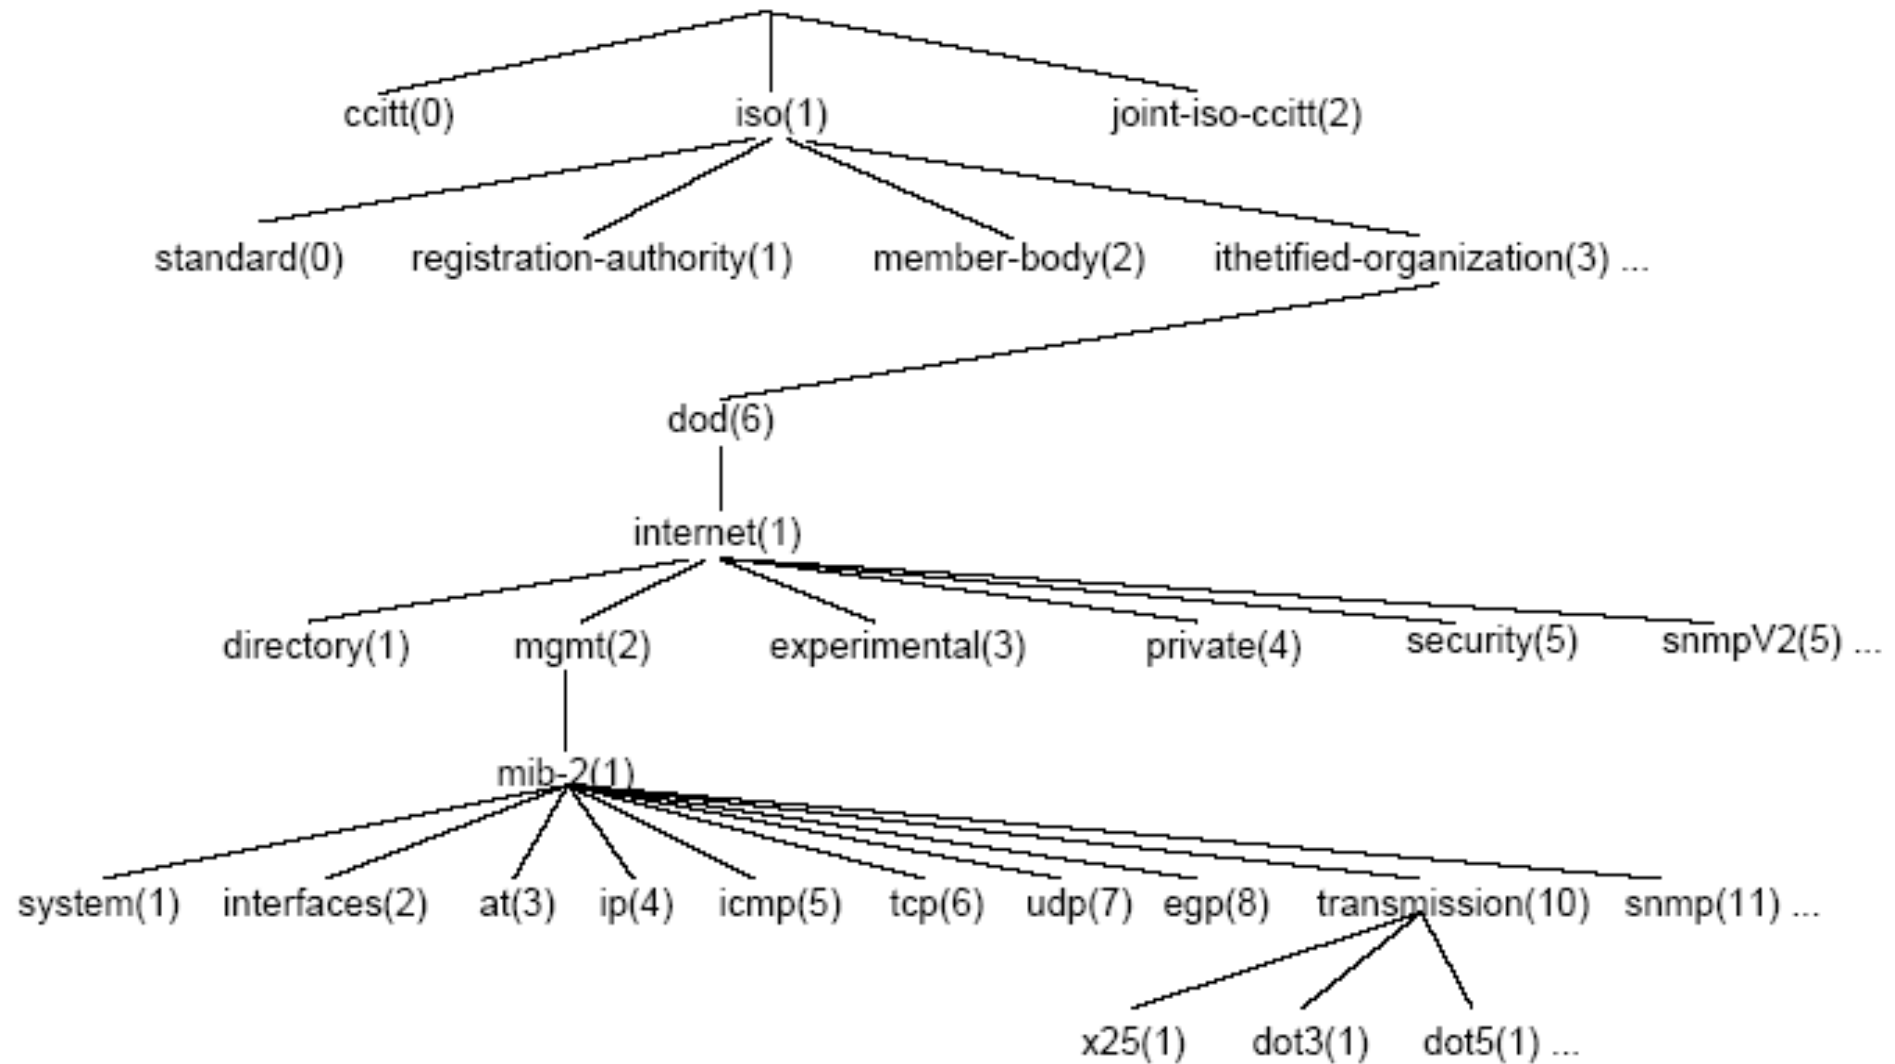 ccitt(0) iso(1) joint-iso-ccitt(2)
standard(0) registration-authority(1) member-body(2) ithetified-organization(3) ...
dod(6)
internet(1)
directory(1) mgmt(2) experimental(3) private(4) security(5) snmpV2(5) ...
mib-2(1)
system(1) interfaces(2) at(3) ip(4) icmp(5) tcp(6) udp(7) egp(8) transmission(10) snmp(11) ...
x25(1) dot3(1) dot5(1) ...